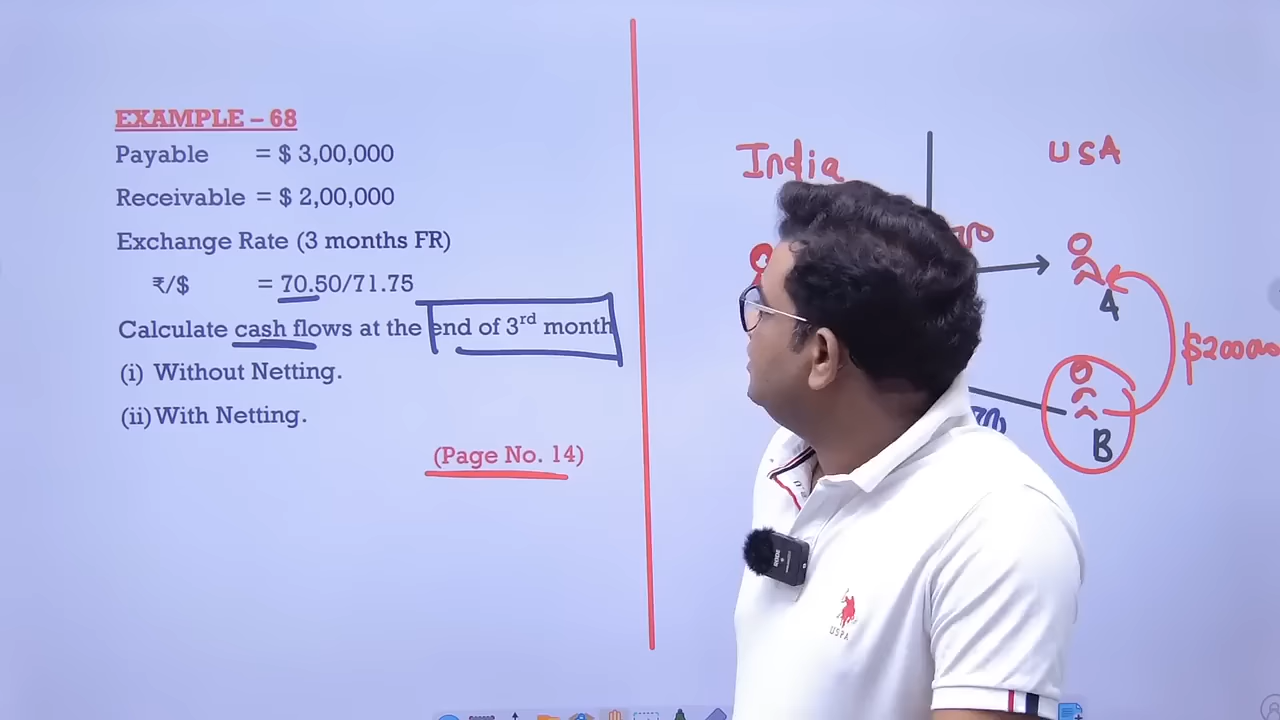 EXAMPLE – 68
Payable = $ 3,00,000
Receivable = $ 2,00,000
Exchange Rate (3 months FR)
₹/$ = 70.50/71.75
Calculate cash flows at the end of 3rd month
(i) Without Netting.
(ii) With Netting.
(Page No. 14)
India
USA
A
$200000
B
USPA